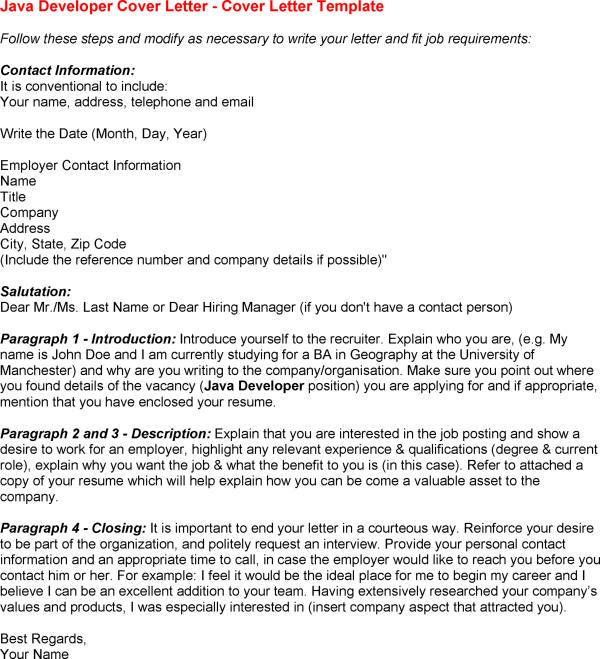 Java Developer Cover Letter - Cover Letter Template
Follow these steps and modify as necessary to write your letter and fit job requirements:
Contact Information:
It is conventional to include:
Your name, address, telephone and email
Write the Date (Month, Day, Year)
Employer Contact Information
Name
Title
Company
Address
City, State, Zip Code
(Include the reference number and company details if possible)"
Salutation:
Dear Mr./Ms. Last Name or Dear Hiring Manager (if you don't have a contact person)
Paragraph 1 - Introduction: Introduce yourself to the recruiter. Explain who you are, (e.g. My
name is John Doe and I am currently studying for a BA in Geography at the University of
Manchester) and why are you writing to the company/organisation. Make sure you point out where
you found details of the vacancy (Java Developer position) you are applying for and if appropriate,
mention that you have enclosed your resume.
Paragraph 2 and 3 - Description: Explain that you are interested in the job posting and show a
desire to work for an employer, highlight any relevant experience & qualifications (degree & current
role), explain why you want the job & what the benefit to you is (in this case). Refer to attached a
copy of your resume which will help explain how you can be come a valuable asset to the
company.
Paragraph 4 - Closing: It is important to end your letter in a courteous way. Reinforce your desire
to be part of the organization, and politely request an interview. Provide your personal contact
information and an appropriate time to call, in case the employer would like to reach you before you
contact him or her. For example: I feel it would be the ideal place for me to begin my career and I
believe I can be an excellent addition to your team. Having extensively researched your company's
values and products, I was especially interested in (insert company aspect that attracted you).
Best Regards,
Your Name